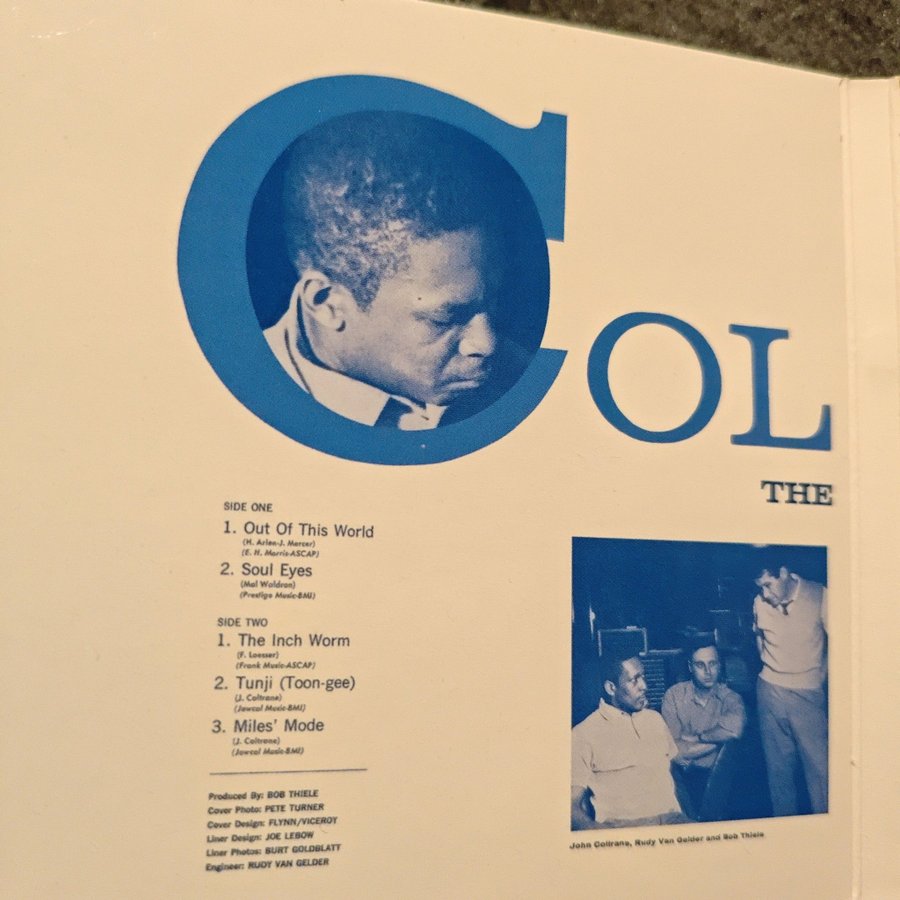 COL
THE
SIDE ONE
1. Out Of This World
(H. Arlen-J. Mercer)
(E. H. Morris-ASCAP)
2. Soul Eyes
(Mal Waldron)
(Prestige Music-BMI)
SIDE TWO
1. The Inch Worm
(F. Loesser)
(Frank Music-ASCAP)
2. Tunji (Toon-gee)
(J. Coltrane)
(Jowcol Music-BMI)
3. Miles' Mode
(J. Coltrane)
(Jowcol Music-BMI)
Produced By: BOB THIELE
Cover Photo: PETE TURNER
Cover Design: FLYNN/VICEROY
Liner Design: JOE LEBOW
Liner Photos: BURT GOLDBLATT
Engineer: RUDY VAN GELDER
John Coltrane, Rudy Van Gelder and Bob Thiele